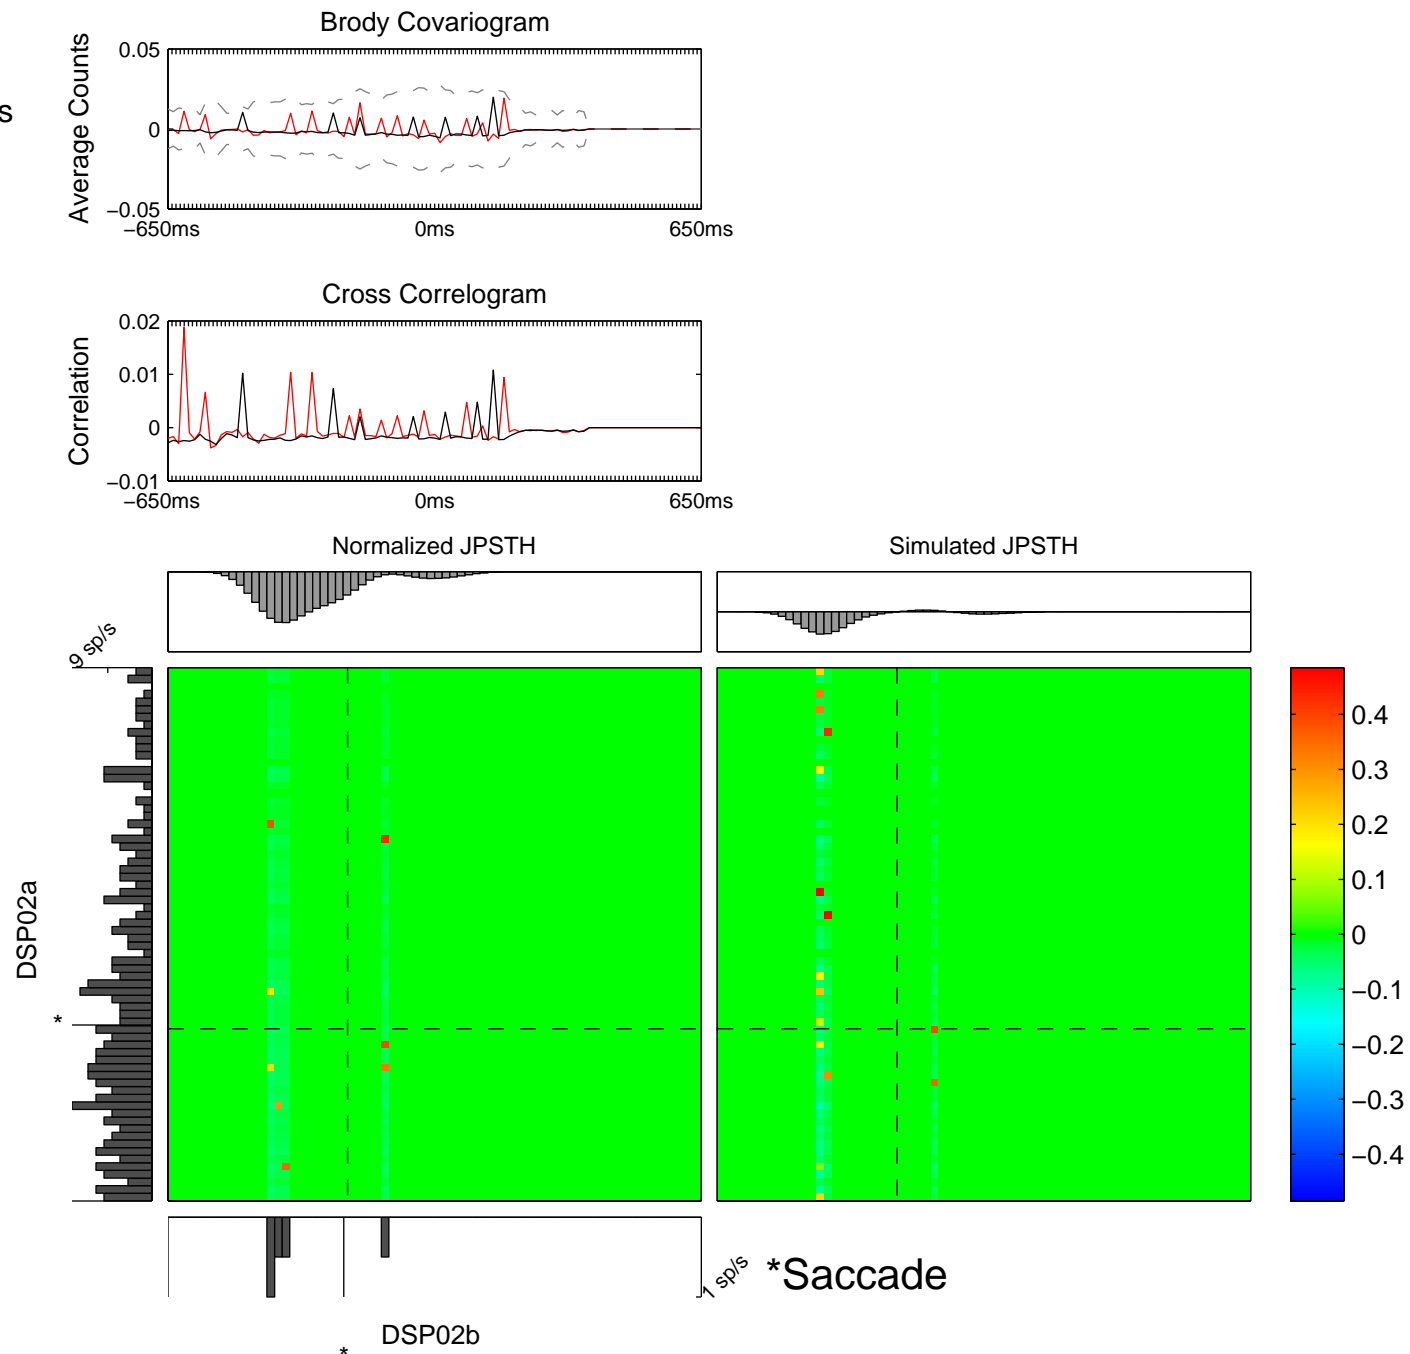 Brody Covariogram
s
Average Counts
0.05
0
−0.05
−650ms 0ms 650ms
Cross Correlogram
Correlation
0.02
0.01
0
−0.01
−650ms 0ms 650ms
Normalized JPSTH
Simulated JPSTH
9 sp/s
DSP02a
*
0.4
0.3
0.2
0.1
0
−0.1
−0.2
−0.3
−0.4
1 sp/s
*Saccade
DSP02b
*